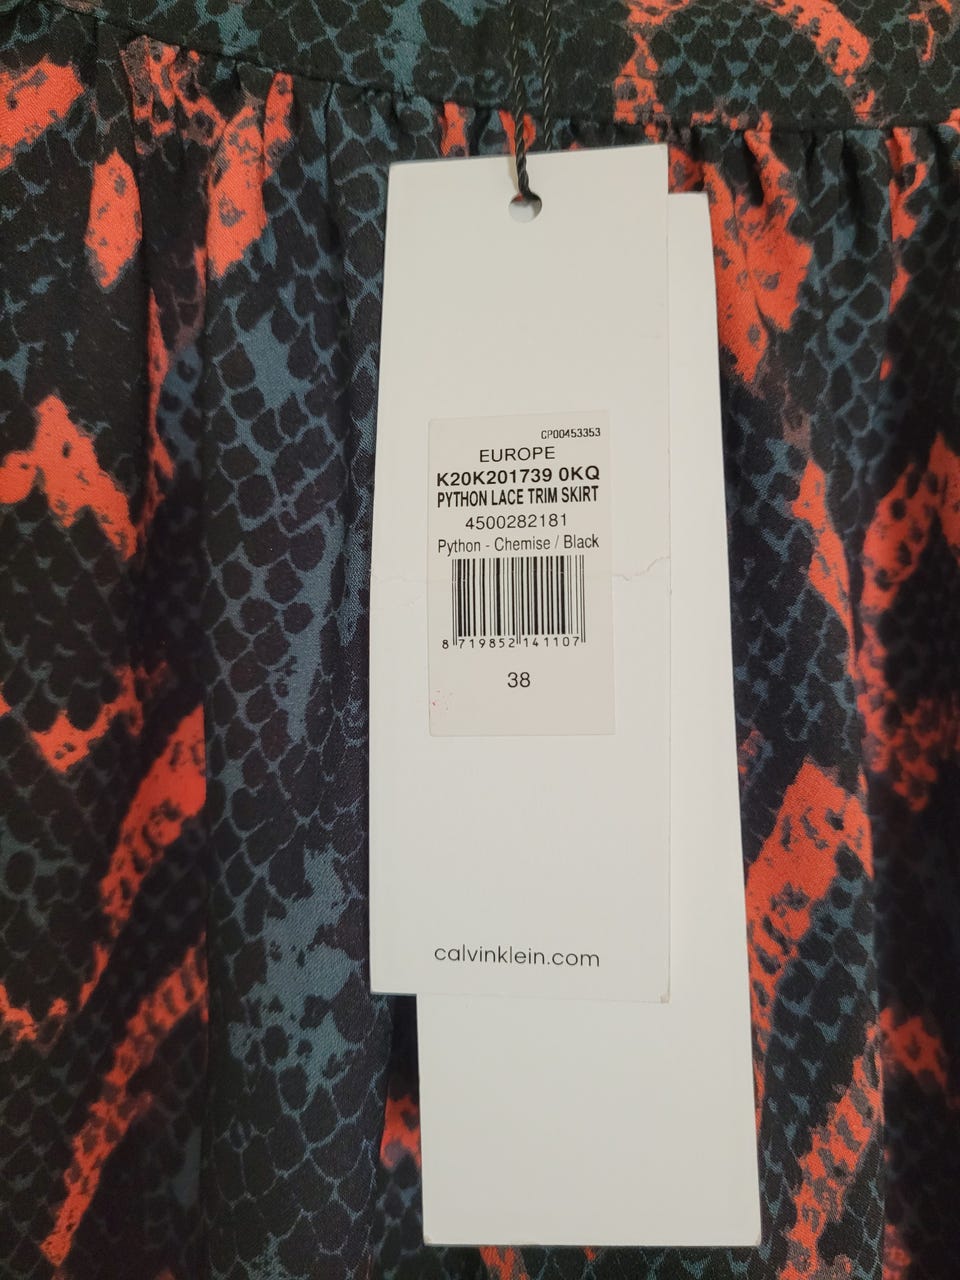 CP00453353
EUROPE
K20K201739 0KQ
PYTHON LACE TRIM SKIRT
4500282181
Python - Chemise / Black
8 719852 141107
38
calvinklein.com